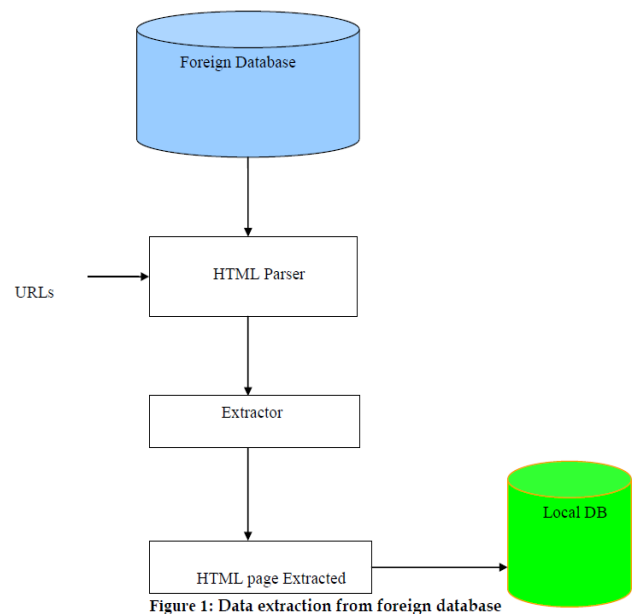 Foreign Database
HTML Parser
URLs
Extractor
Local DB
HTML page Extracted
Figure 1: Data extraction from foreign database